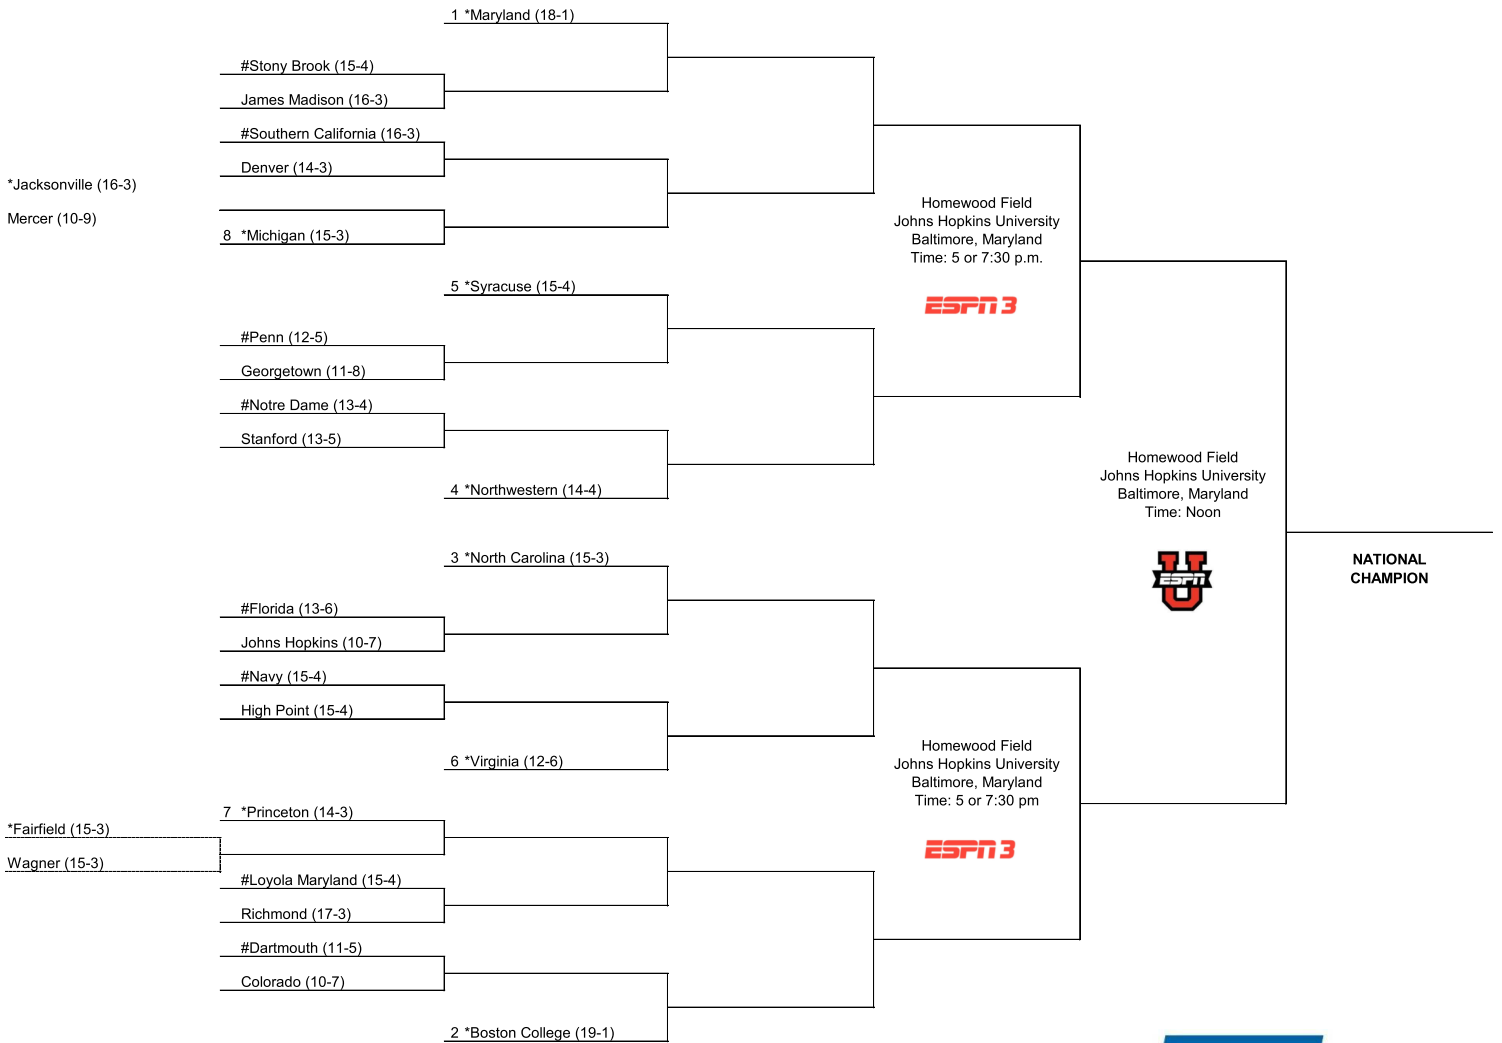 1 *Maryland (18-1)
#Stony Brook (15-4)
James Madison (16-3)
#Southern California (16-3)
Denver (14-3)
*Jacksonville (16-3)
Mercer (10-9)
8 *Michigan (15-3)
Homewood Field
Johns Hopkins University
Baltimore, Maryland
Time: 5 or 7:30 p.m.
ESPN 3
5 *Syracuse (15-4)
#Penn (12-5)
Georgetown (11-8)
#Notre Dame (13-4)
Stanford (13-5)
4 *Northwestern (14-4)
Homewood Field
Johns Hopkins University
Baltimore, Maryland
Time: Noon
U
ESPN
NATIONAL
CHAMPION
3 *North Carolina (15-3)
#Florida (13-6)
Johns Hopkins (10-7)
#Navy (15-4)
High Point (15-4)
6 *Virginia (12-6)
Homewood Field
Johns Hopkins University
Baltimore, Maryland
Time: 5 or 7:30 pm
ESPN 3
7 *Princeton (14-3)
*Fairfield (15-3)
Wagner (15-3)
#Loyola Maryland (15-4)
Richmond (17-3)
#Dartmouth (11-5)
Colorado (10-7)
2 *Boston College (19-1)